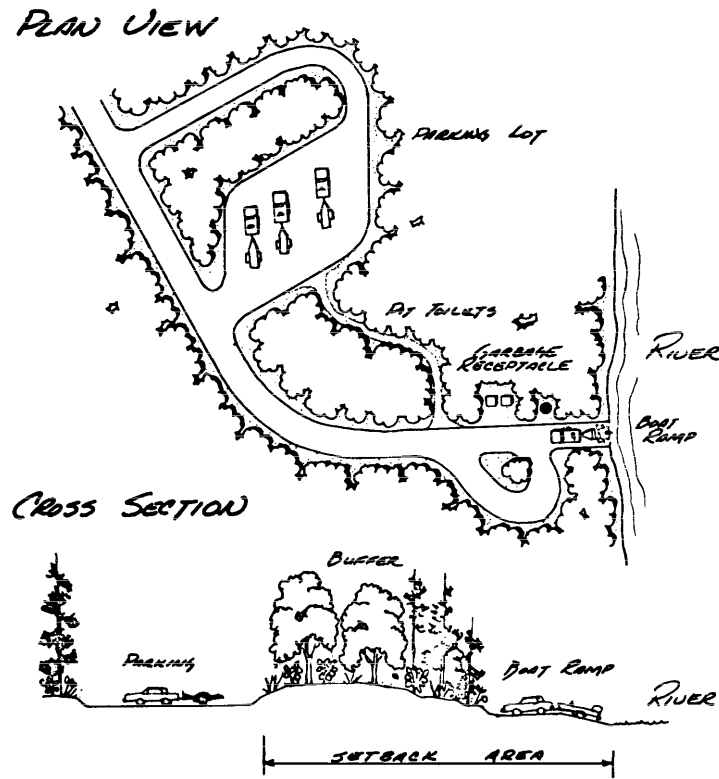 PLAN VIEW
PARKING LOT
PIT TOILETS
GARBAGE
RECEPTACLE
RIVER
BOAT
RAMP
CROSS SECTION
BUFFER
PARKING
BOAT RAMP
RIVER
SETBACK AREA